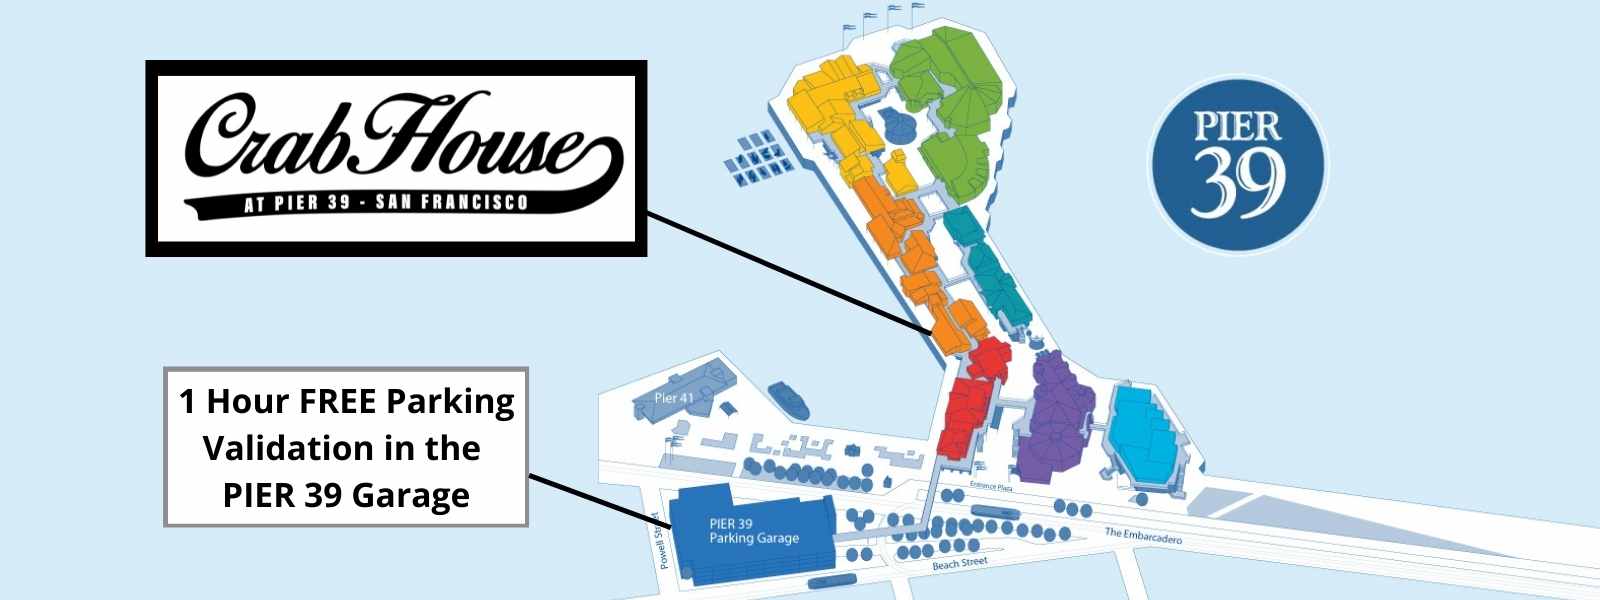 Crab House
AT PIER 39 - SAN FRANCISCO
PIER
39
1 Hour FREE Parking
Validation in the
PIER 39 Garage
Pier 41
Entrance Plaza
PIER 39
Parking Garage
Powell Street
The Embarcadero
Beach Street